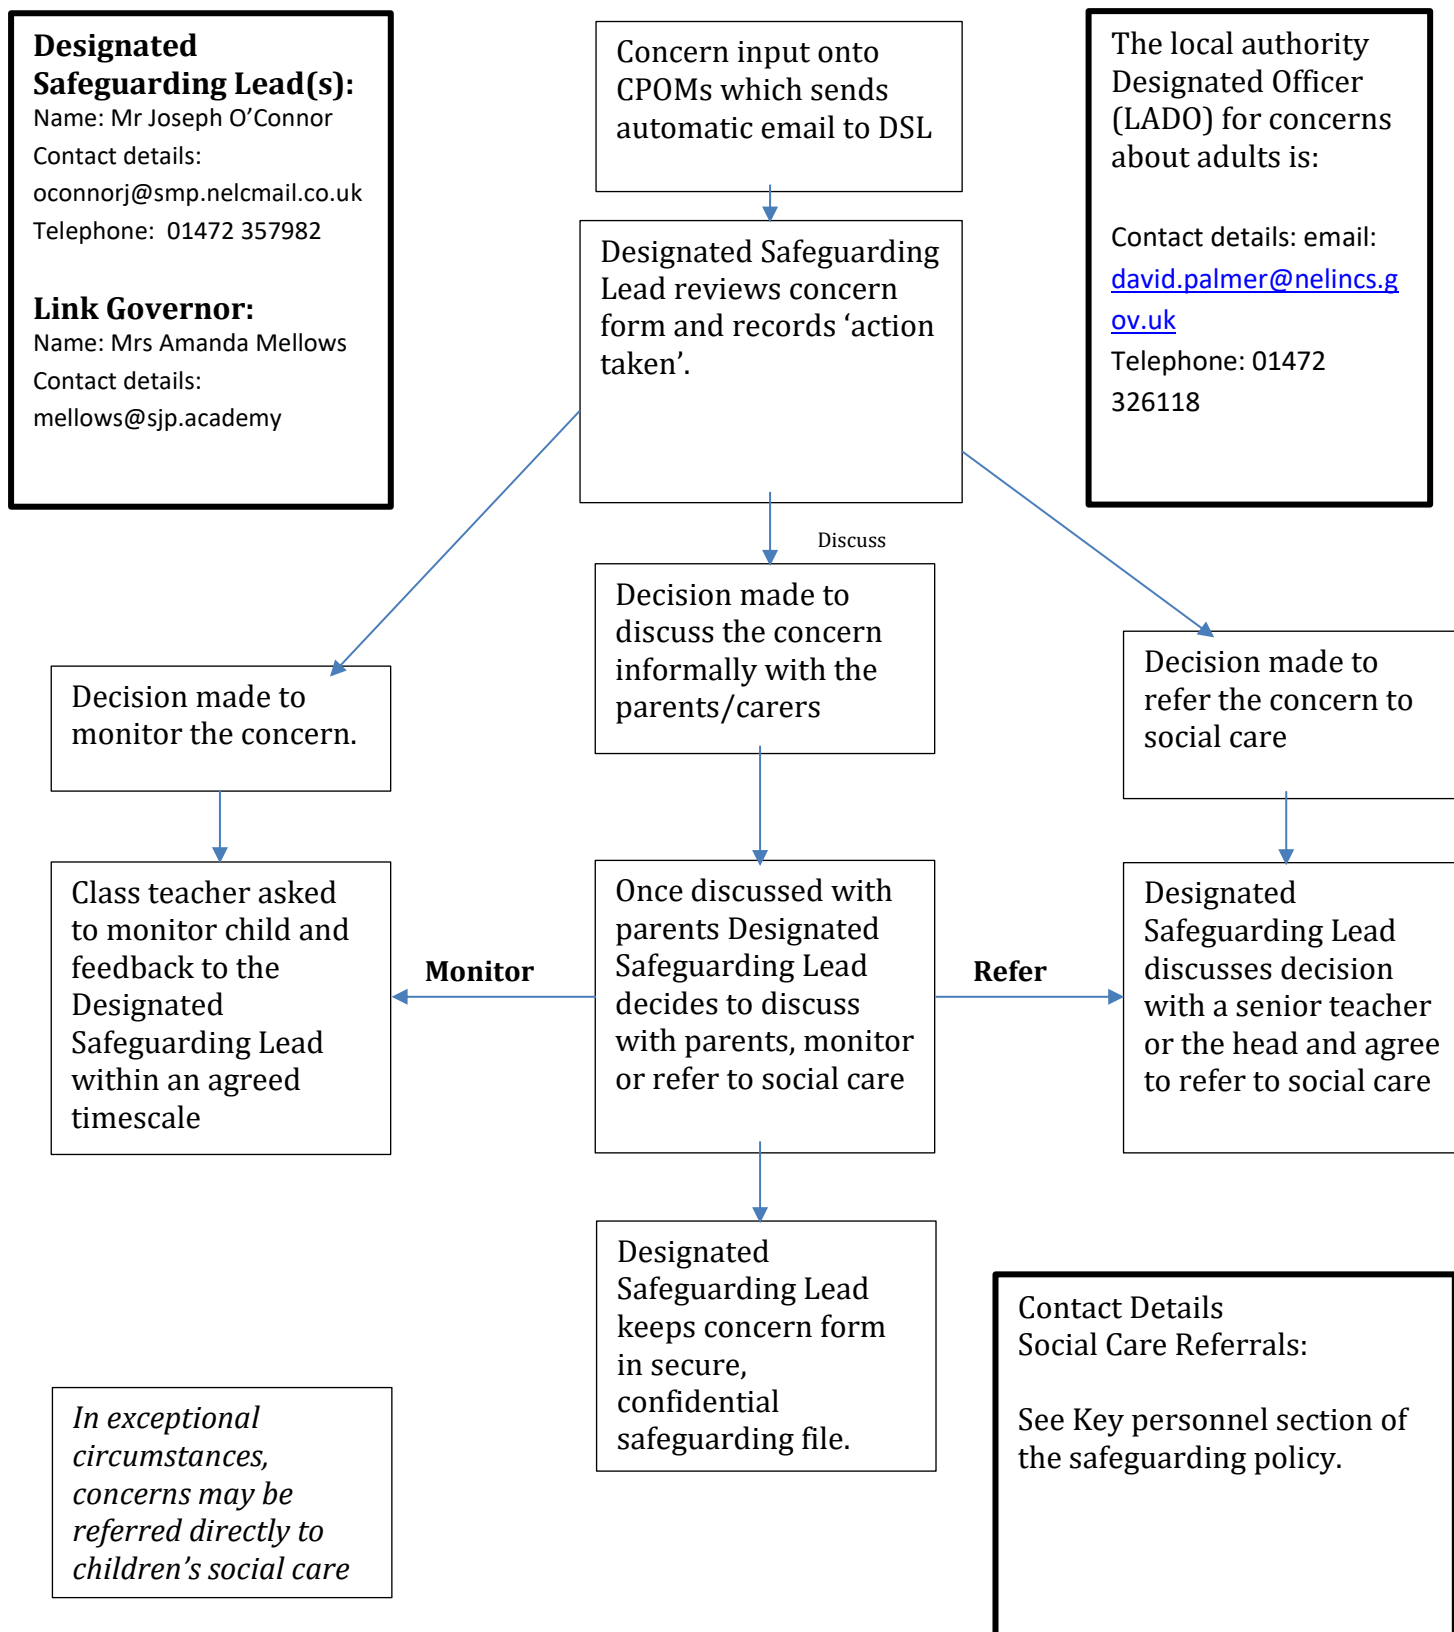 Designated
Safeguarding Lead(s):
Name: Mr Joseph O’Connor
Contact details:
oconnorj@smp.nelcmail.co.uk
Telephone:  01472 357982
Link Governor:
Name: Mrs Amanda Mellows
Contact details:
mellows@sjp.academy
Concern input onto
CPOMs which sends
automatic email to DSL
The local authority
Designated Officer
(LADO) for concerns
about adults is:
Contact details: email:
david.palmer@nelincs.g
ov.uk
Telephone: 01472
326118
Designated Safeguarding
Lead reviews concern
form and records ‘action
taken’.
Discuss
Decision made to
monitor the concern.
Decision made to
discuss the concern
informally with the
parents/carers
Decision made to
refer the concern to
social care
Class teacher asked
to monitor child and
feedback to the
Designated
Safeguarding Lead
within an agreed
timescale
Monitor
Once discussed with
parents Designated
Safeguarding Lead
decides to discuss
with parents, monitor
or refer to social care
Refer
Designated
Safeguarding Lead
discusses decision
with a senior teacher
or the head and agree
to refer to social care
Designated
Safeguarding Lead
keeps concern form
in secure,
confidential
safeguarding file.
In exceptional
circumstances,
concerns may be
referred directly to
children’s social care
Contact Details
Social Care Referrals:
See Key personnel section of
the safeguarding policy.